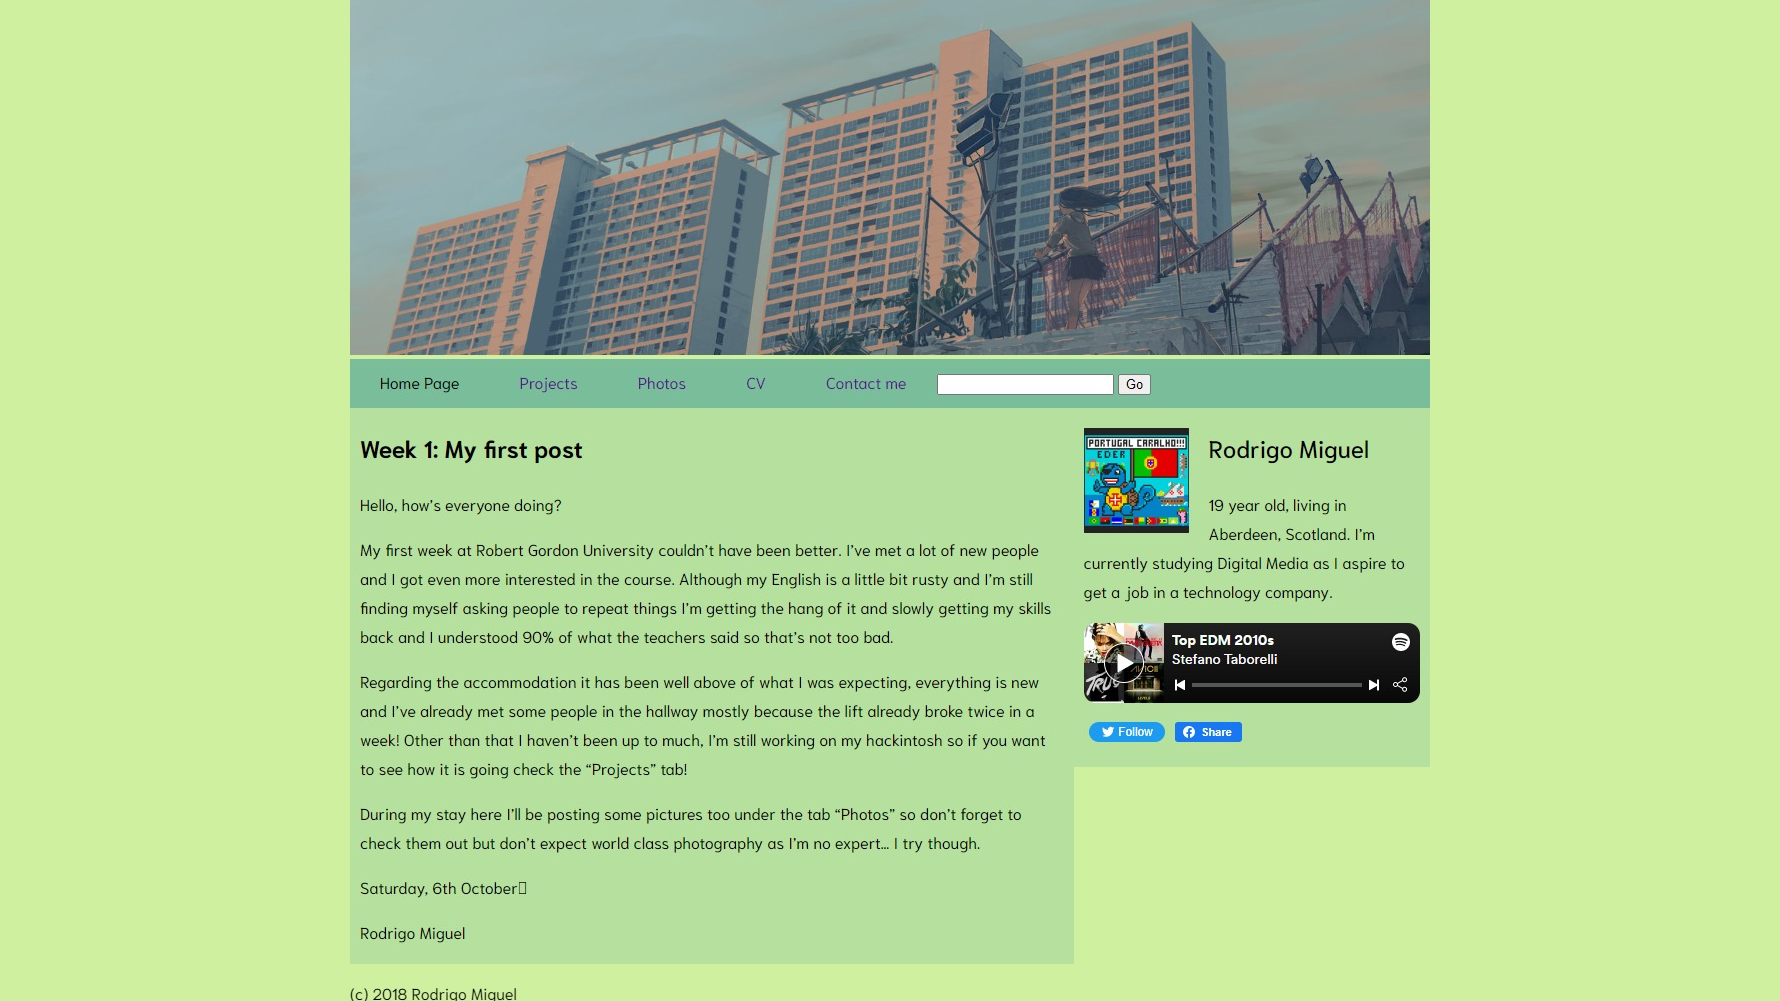 Home Page
Projects
Photos
CV
Contact me
Go
Week 1: My first post
Hello, how’s everyone doing?
My first week at Robert Gordon University couldn’t have been better. I’ve met a lot of new people
and I got even more interested in the course. Although my English is a little bit rusty and I’m still
finding myself asking people to repeat things I’m getting the hang of it and slowly getting my skills
back and I understood 90% of what the teachers said so that’s not too bad.
Regarding the accommodation it has been well above of what I was expecting, everything is new
and I’ve already met some people in the hallway mostly because the lift already broke twice in a
week! Other than that I haven’t been up to much, I’m still working on my hackintosh so if you want
to see how it is going check the “Projects” tab!
During my stay here I’ll be posting some pictures too under the tab “Photos” so don’t forget to
check them out but don’t expect world class photography as I’m no expert… I try though.
Saturday, 6th October
Rodrigo Miguel
PORTUGAL CARALHO!!!
EDER
Rodrigo Miguel
19 year old, living in
Aberdeen, Scotland. I’m
currently studying Digital Media as I aspire to
get a job in a technology company.
Top EDM 2010s
Stefano Taborelli
Follow
Share
(c) 2018 Rodrigo Miguel